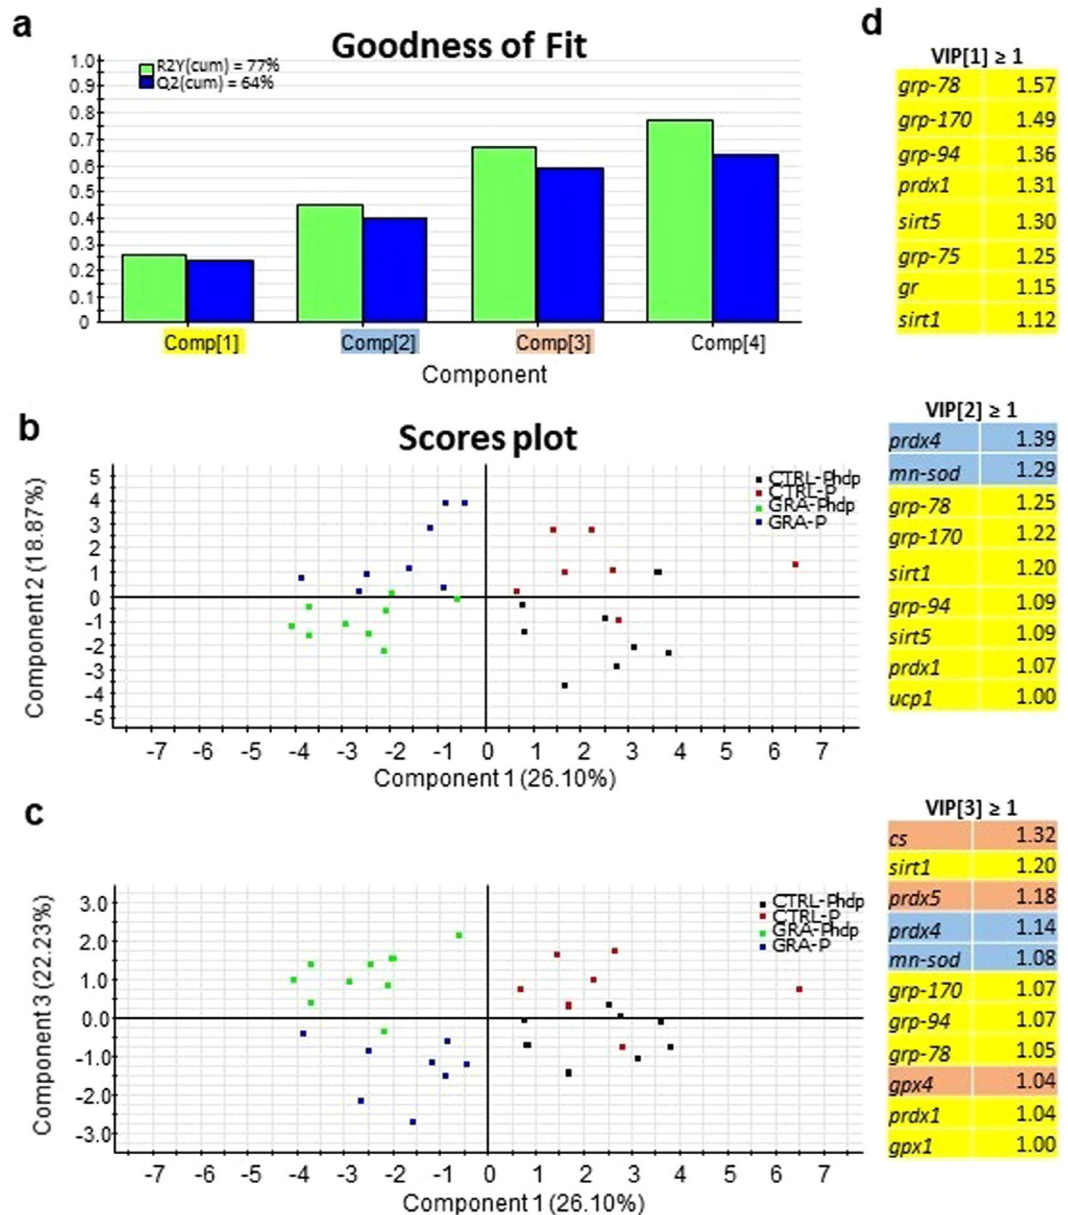 a
Goodness of Fit
R2Y(cum) = 77%
Q2(cum) = 64%
1.0
0.9
0.8
0.7
0.6
0.5
0.4
0.3
0.2
0.1
0
Comp[1] Comp[2] Comp[3] Comp[4]
Component
b
Scores plot
CTRL-Phdp
CTRL-P
GRA-Phdp
GRA-P
Component 2 (18.87%)
5
4
3
2
1
0
-1
-2
-3
-4
-5
-7 -6 -5 -4 -3 -2 -1 0 1 2 3 4 5 6 7
Component 1 (26.10%)
c
CTRL-Phdp
CTRL-P
GRA-Phdp
GRA-P
Component 3 (22.23%)
3.0
2.0
1.0
0.0
-1.0
-2.0
-3.0
-7 -6 -5 -4 -3 -2 -1 0 1 2 3 4 5 6 7
Component 1 (26.10%)
d
VIP[1] ≥ 1
grp-78 1.57
grp-170 1.49
grp-94 1.36
prdx1 1.31
sirt5 1.30
grp-75 1.25
gr 1.15
sirt1 1.12
VIP[2] ≥ 1
prdx4 1.39
mn-sod 1.29
grp-78 1.25
grp-170 1.22
sirt1 1.20
grp-94 1.09
sirt5 1.09
prdx1 1.07
ucp1 1.00
VIP[3] ≥ 1
cs 1.32
sirt1 1.20
prdx5 1.18
prdx4 1.14
mn-sod 1.08
grp-170 1.07
grp-94 1.07
grp-78 1.05
gpx4 1.04
prdx1 1.04
gpx1 1.00